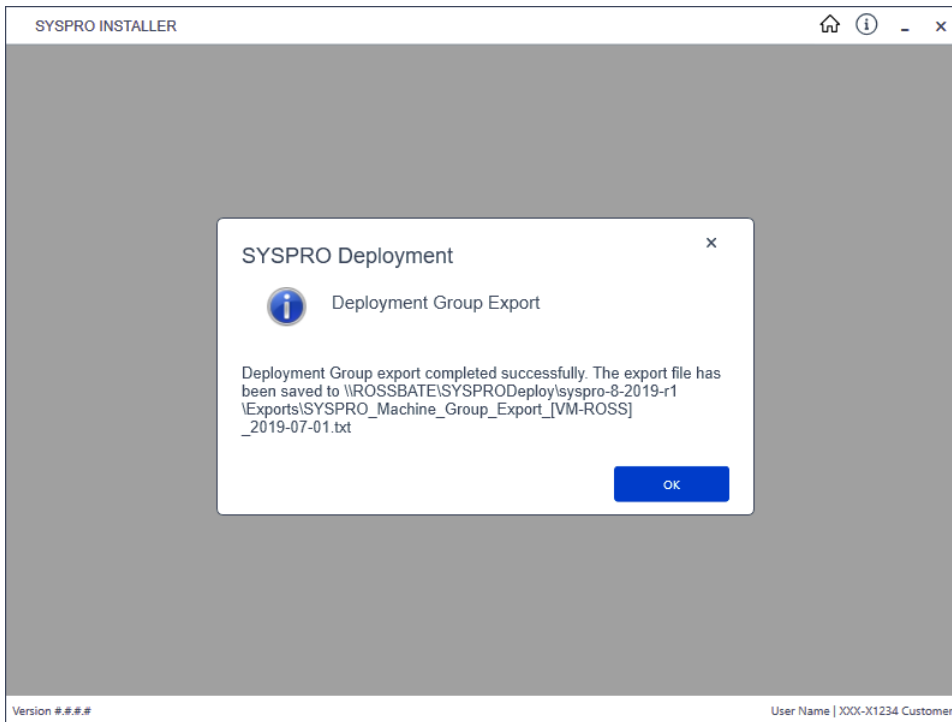 SYSPRO INSTALLER
SYSPRO Deployment
Deployment Group Export
Deployment Group export completed successfully. The export file has
been saved to \\ROSSBATE\SYSPRODeploy\syspro-8-2019-r1
\Exports\SYSPRO_Machine_Group_Export_[VM-ROSS]
_2019-07-01.txt
OK
Version #.#.#.#
User Name | XXX-X1234 Customer